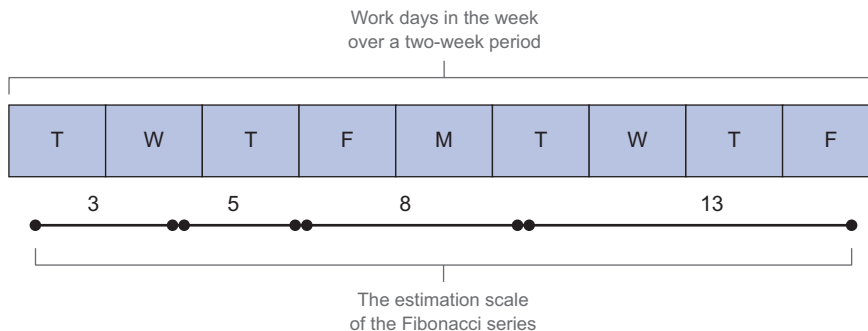 Work days in the week
over a two-week period
T W T F M T W T F
3 5 8 13
The estimation scale
of the Fibonacci series